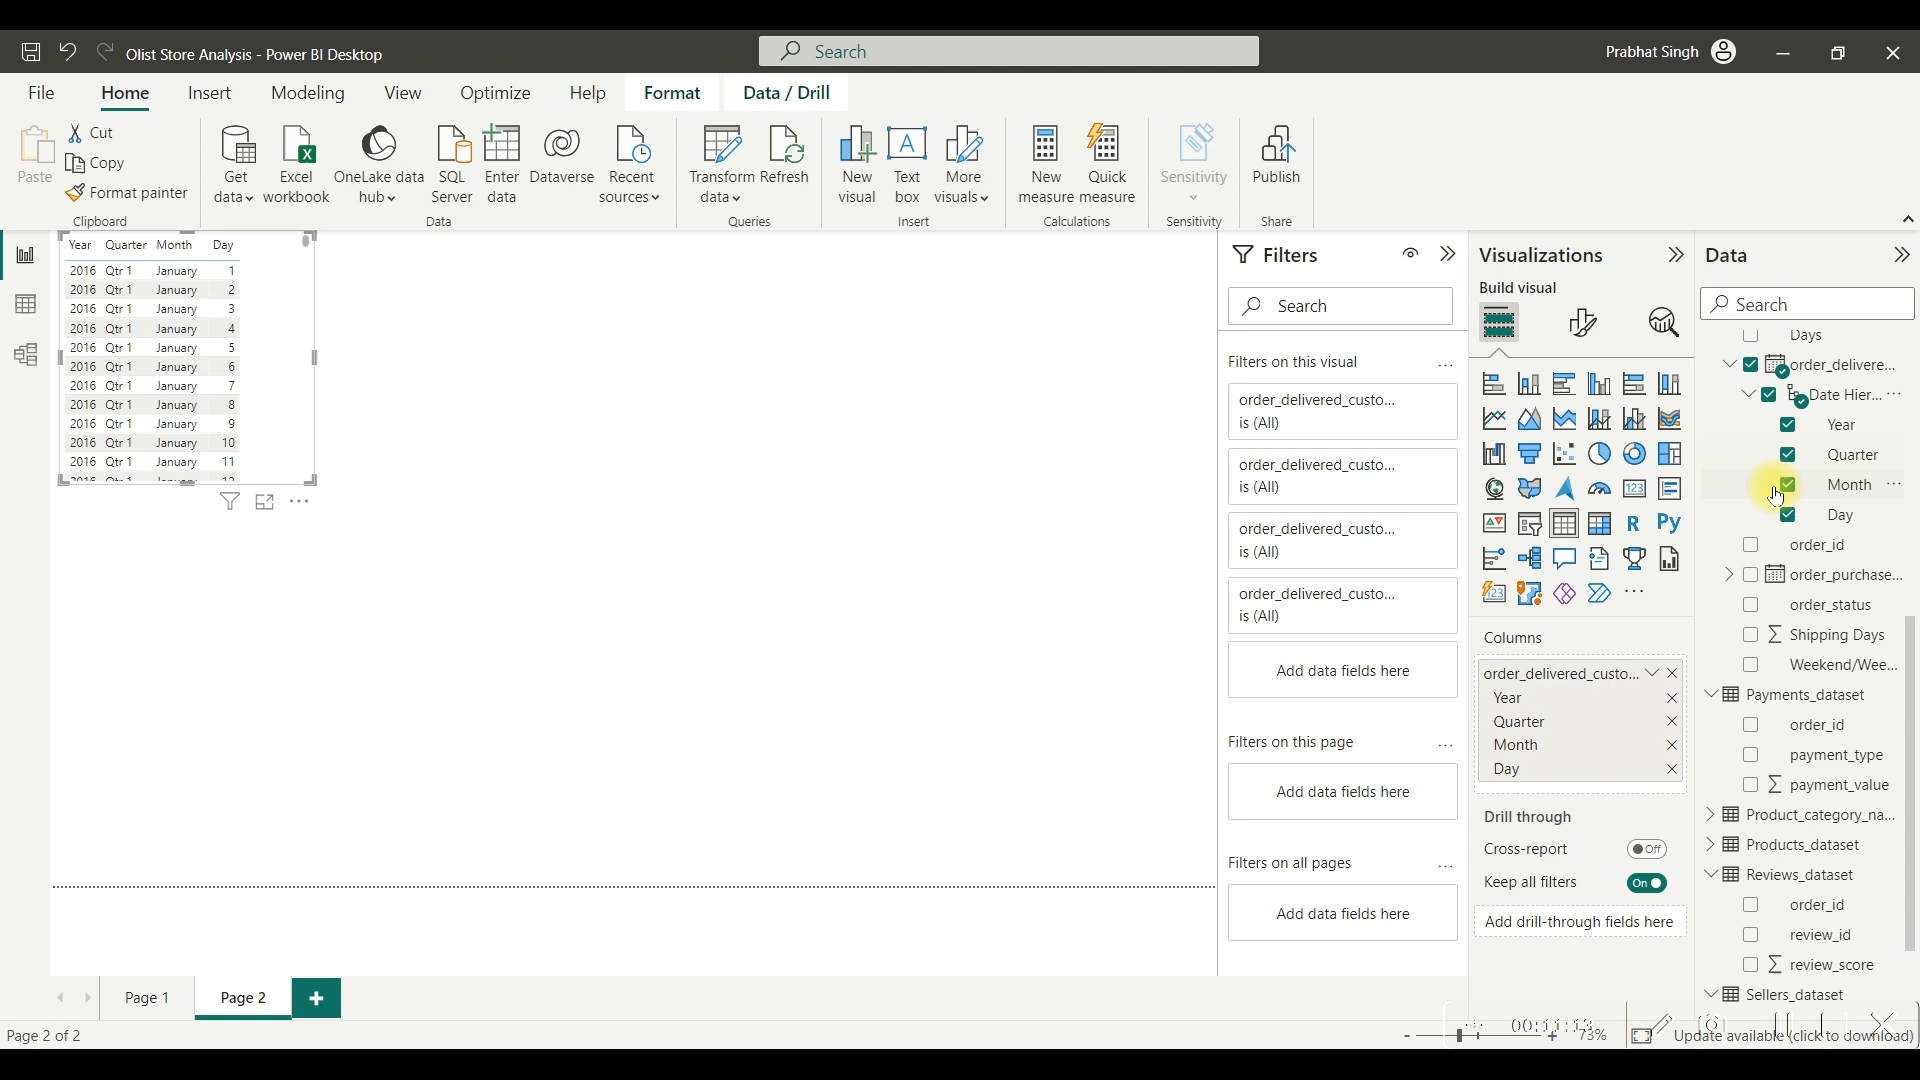 Olist Store Analysis - Power BI Desktop
Search
Prabhat Singh
File Home Insert Modeling View Optimize Help Format Data / Drill
Paste
Cut
Copy
Format painter
Clipboard
Get data
Excel workbook
OneLake data hub
SQL Server
Enter data
Dataverse
Recent sources
Data
Transform data
Refresh
Queries
New visual
Text box
More visuals
Insert
New measure
Quick measure
Calculations
Sensitivity
Sensitivity
Publish
Share
Year Quarter Month Day
2016 Qtr 1 January 1
2016 Qtr 1 January 2
2016 Qtr 1 January 3
2016 Qtr 1 January 4
2016 Qtr 1 January 5
2016 Qtr 1 January 6
2016 Qtr 1 January 7
2016 Qtr 1 January 8
2016 Qtr 1 January 9
2016 Qtr 1 January 10
2016 Qtr 1 January 11
Filters
Search
Filters on this visual ...
order_delivered_custo...
is (All)
order_delivered_custo...
is (All)
order_delivered_custo...
is (All)
order_delivered_custo...
is (All)
Add data fields here
Filters on this page ...
Add data fields here
Filters on all pages ...
Add data fields here
Visualizations
Build visual
123
R
Py
123
...
Columns
order_delivered_custo...
Year
Quarter
Month
Day
Drill through
Cross-report Off
Keep all filters On
Add drill-through fields here
Data
Search
Days
order_delivere...
Date Hier... ...
Year
Quarter
Month ...
Day
order_id
order_purchase...
order_status
Shipping Days
Weekend/Wee...
Payments_dataset
order_id
payment_type
payment_value
Product_category_na...
Products_dataset
Reviews_dataset
order_id
review_id
review_score
Sellers_dataset
Page 1
Page 2
+
Page 2 of 2
- + 73%
00:11:13
Update available (click to download)